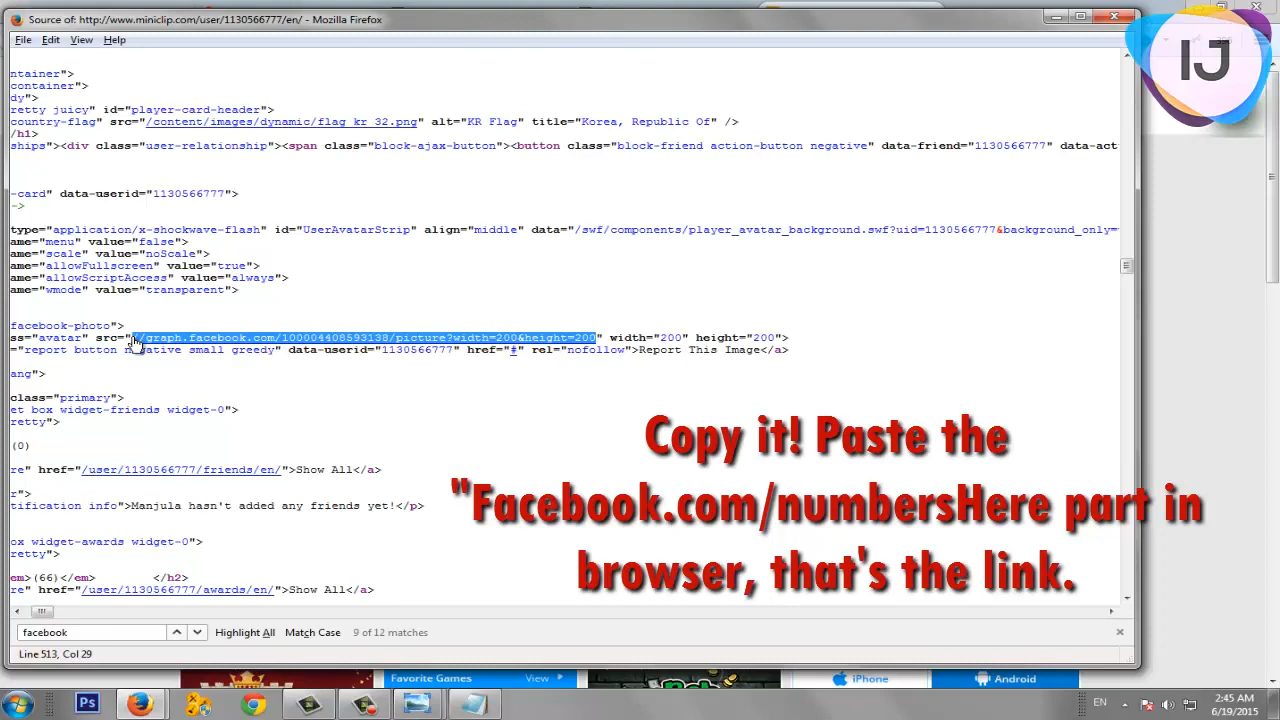 Source of: http://www.miniclip.com/user/1130566777/en/ - Mozilla Firefox
File Edit View Help
IJ
ntainer">
container">
dy">
retty juicy" id="player-card-header">
country-flag" src="/content/images/dynamic/flag_kr_32.png" alt="KR Flag" title="Korea, Republic Of" />
/h1>
ships"><div class="user-relationship"><span class="block-ajax-button"><button class="block-friend action-button negative" data-friend="1130566777" data-act
-card" data-userid="1130566777">
->
type="application/x-shockwave-flash" id="UserAvatarStrip" align="middle" data="/swf/components/player_avatar_background.swf?uid=1130566777&background_only=
ame="menu" value="false">
ame="scale" value="noScale">
ame="allowFullscreen" value="true">
ame="allowScriptAccess" value="always">
ame="wmode" value="transparent">
facebook-photo">
ss="avatar" src="//graph.facebook.com/100004408593138/picture?width=200&height=200" width="200" height="200">
="report button negative small greedy" data-userid="1130566777" href="#" rel="nofollow">Report This Image</a>
ang">
class="primary">
et box widget-friends widget-0">
retty">
(0)
re" href="/user/1130566777/friends/en/">Show All</a>
r">
tification info">Manjula hasn't added any friends yet!</p>
ox widget-awards widget-0">
retty">
em>(66)</em> </h2>
re" href="/user/1130566777/awards/en/">Show All</a>
Copy it! Paste the
"Facebook.com/numbersHere part in
browser, that's the link.
facebook Highlight All Match Case 9 of 12 matches
Line 513, Col 29
Favorite Games View iPhone Android
Ps EN 2:45 AM
6/19/2015